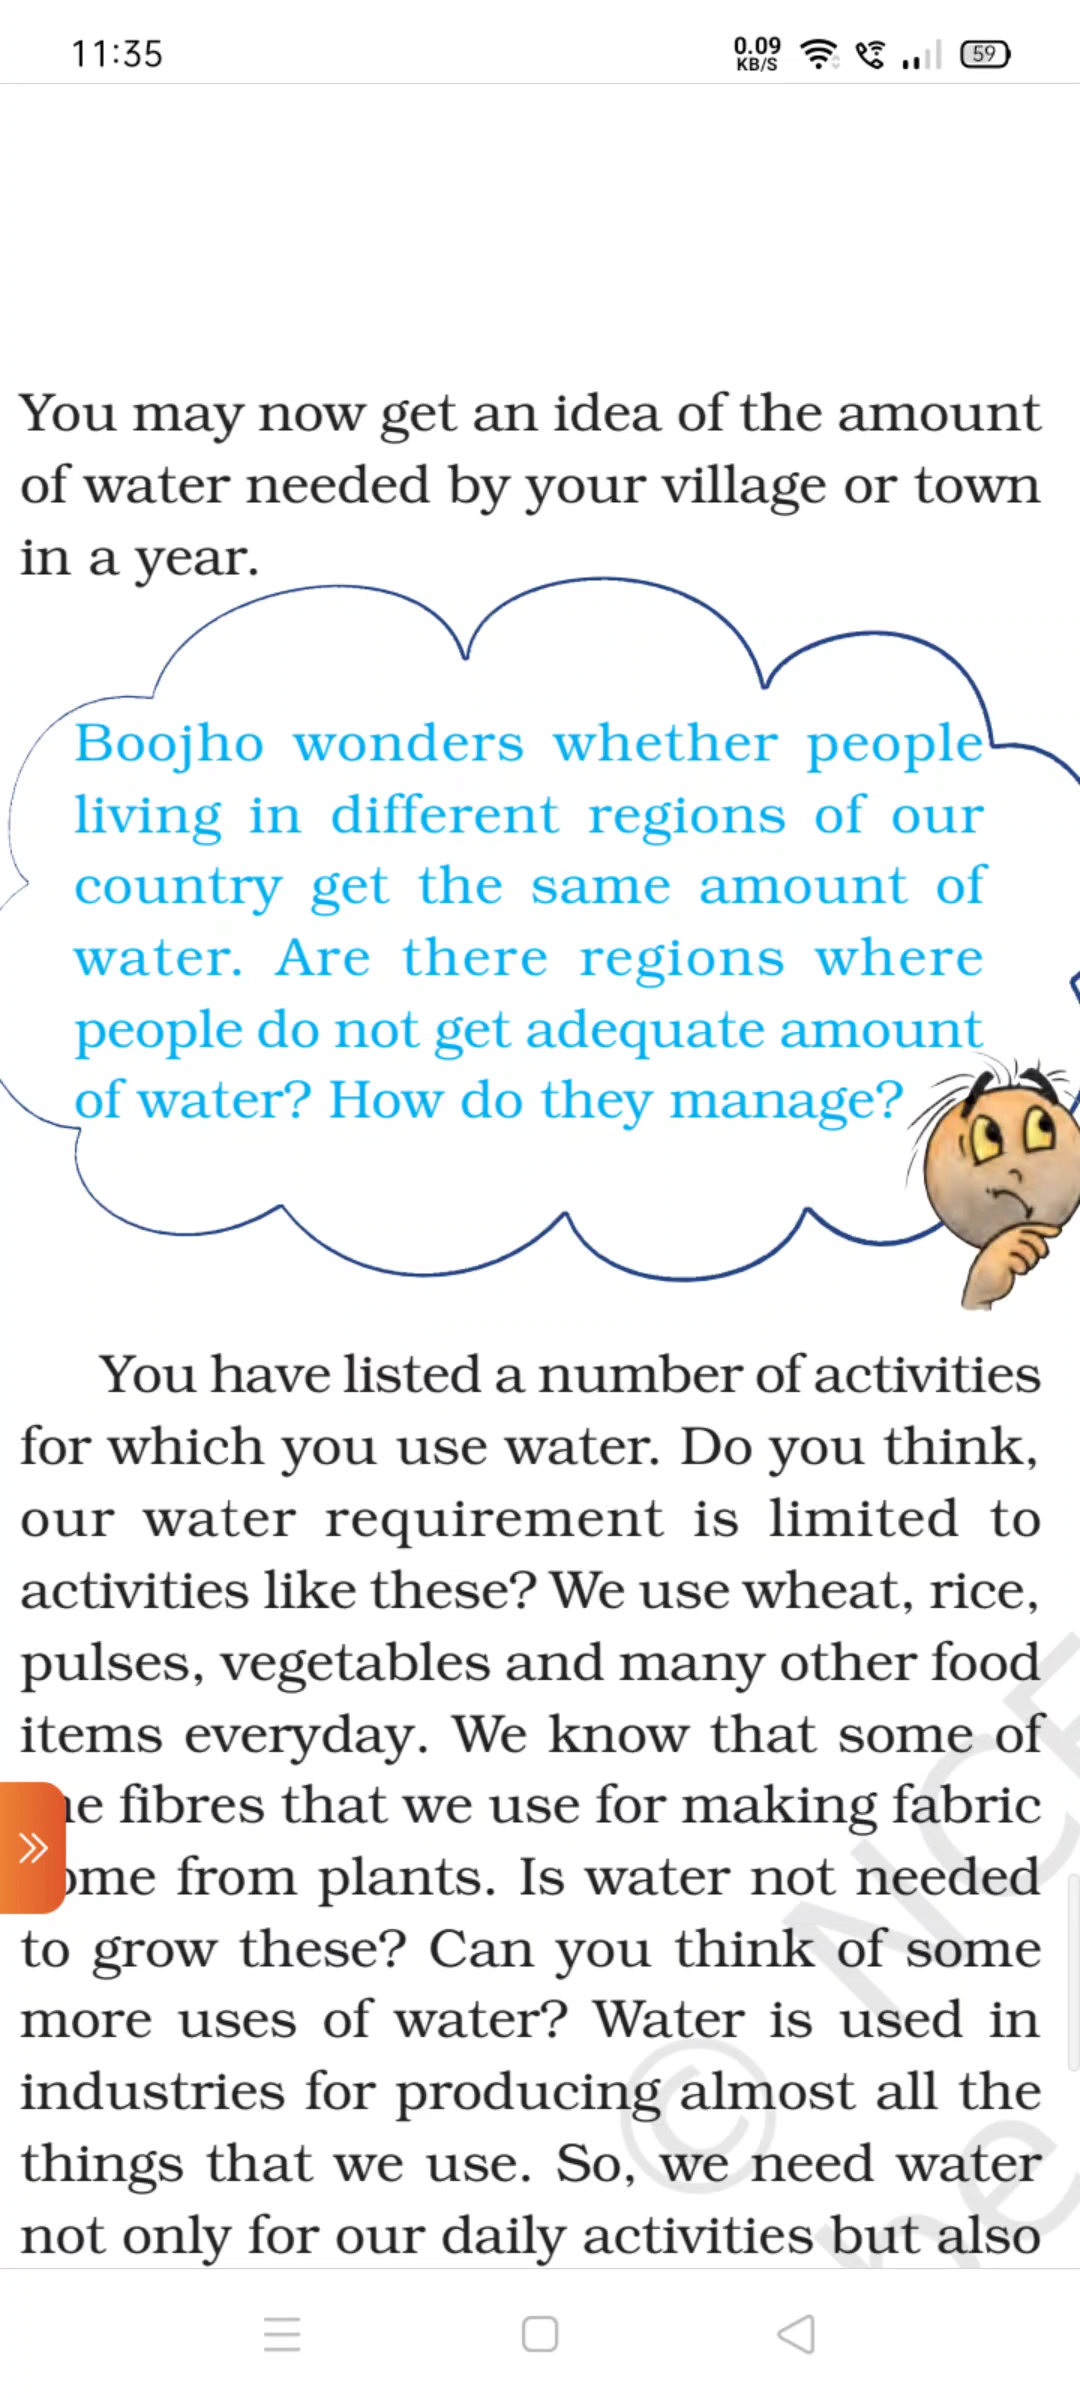 11:35
0.09
KB/S
59
You may now get an idea of the amount
of water needed by your village or town
in a year.
Boojho wonders whether people
living in different regions of our
country get the same amount of
water. Are there regions where
people do not get adequate amount
of water? How do they manage?
You have listed a number of activities
for which you use water. Do you think,
our water requirement is limited to
activities like these? We use wheat, rice,
pulses, vegetables and many other food
items everyday. We know that some of
fibres that we use for making fabric
from plants. Is water not needed
to grow these? Can you think of some
more uses of water? Water is used in
industries for producing almost all the
things that we use. So, we need water
not only for our daily activities but also